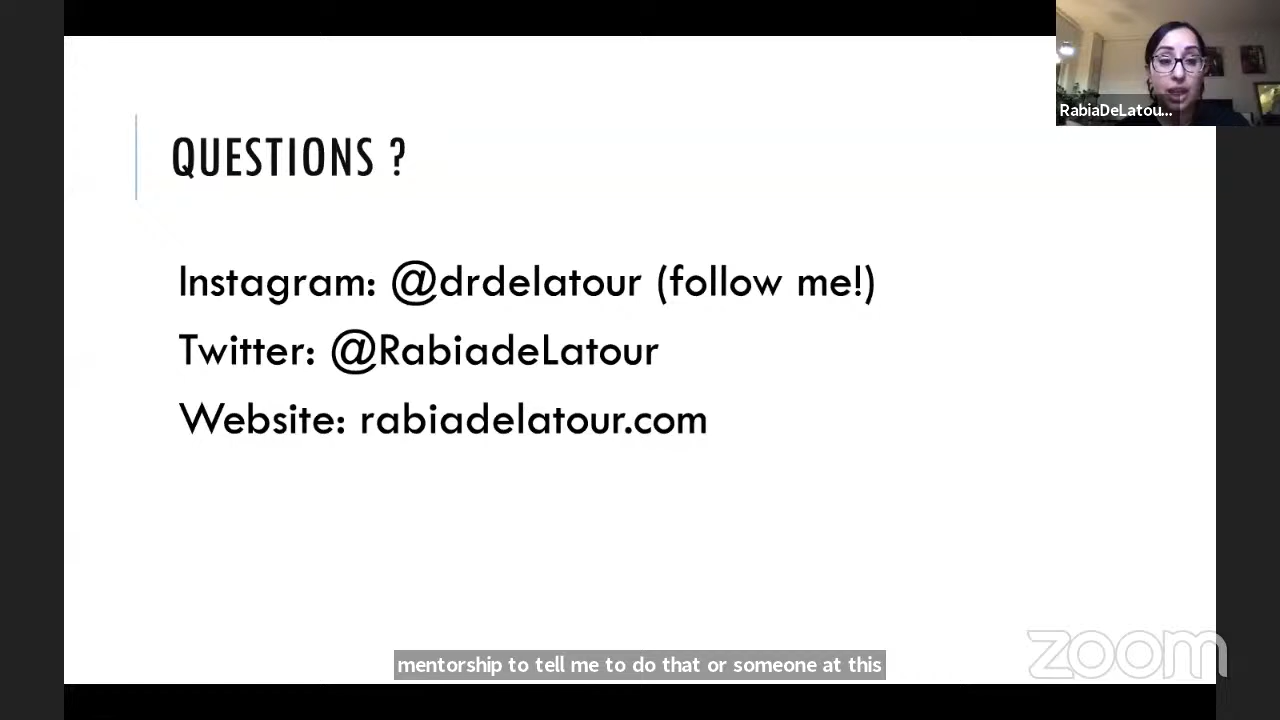 QUESTIONS ?
Instagram: @drdelatour (follow me!)
Twitter: @RabiadeLatour
Website: rabiadelatour.com
RabiaDeLatou...
mentorship to tell me to do that or someone at this
zoom